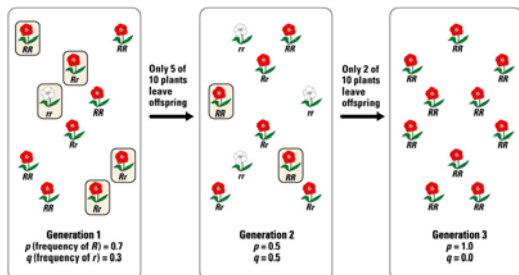 RR
Rr
rr
RR
Rr
RR
Rr
RR
Rr
Generation 1
p (frequency of R) = 0.7
q (frequency of r) = 0.3
Only 5 of
10 plants
leave
offspring
rr
RR
Rr
RR
rr
Rr
rr
RR
Rr
Rr
Generation 2
p = 0.5
q = 0.5
Only 2 of
10 plants
leave
offspring
RR
RR
RR
RR
RR
RR
RR
RR
RR
RR
Generation 3
p = 1.0
q = 0.0